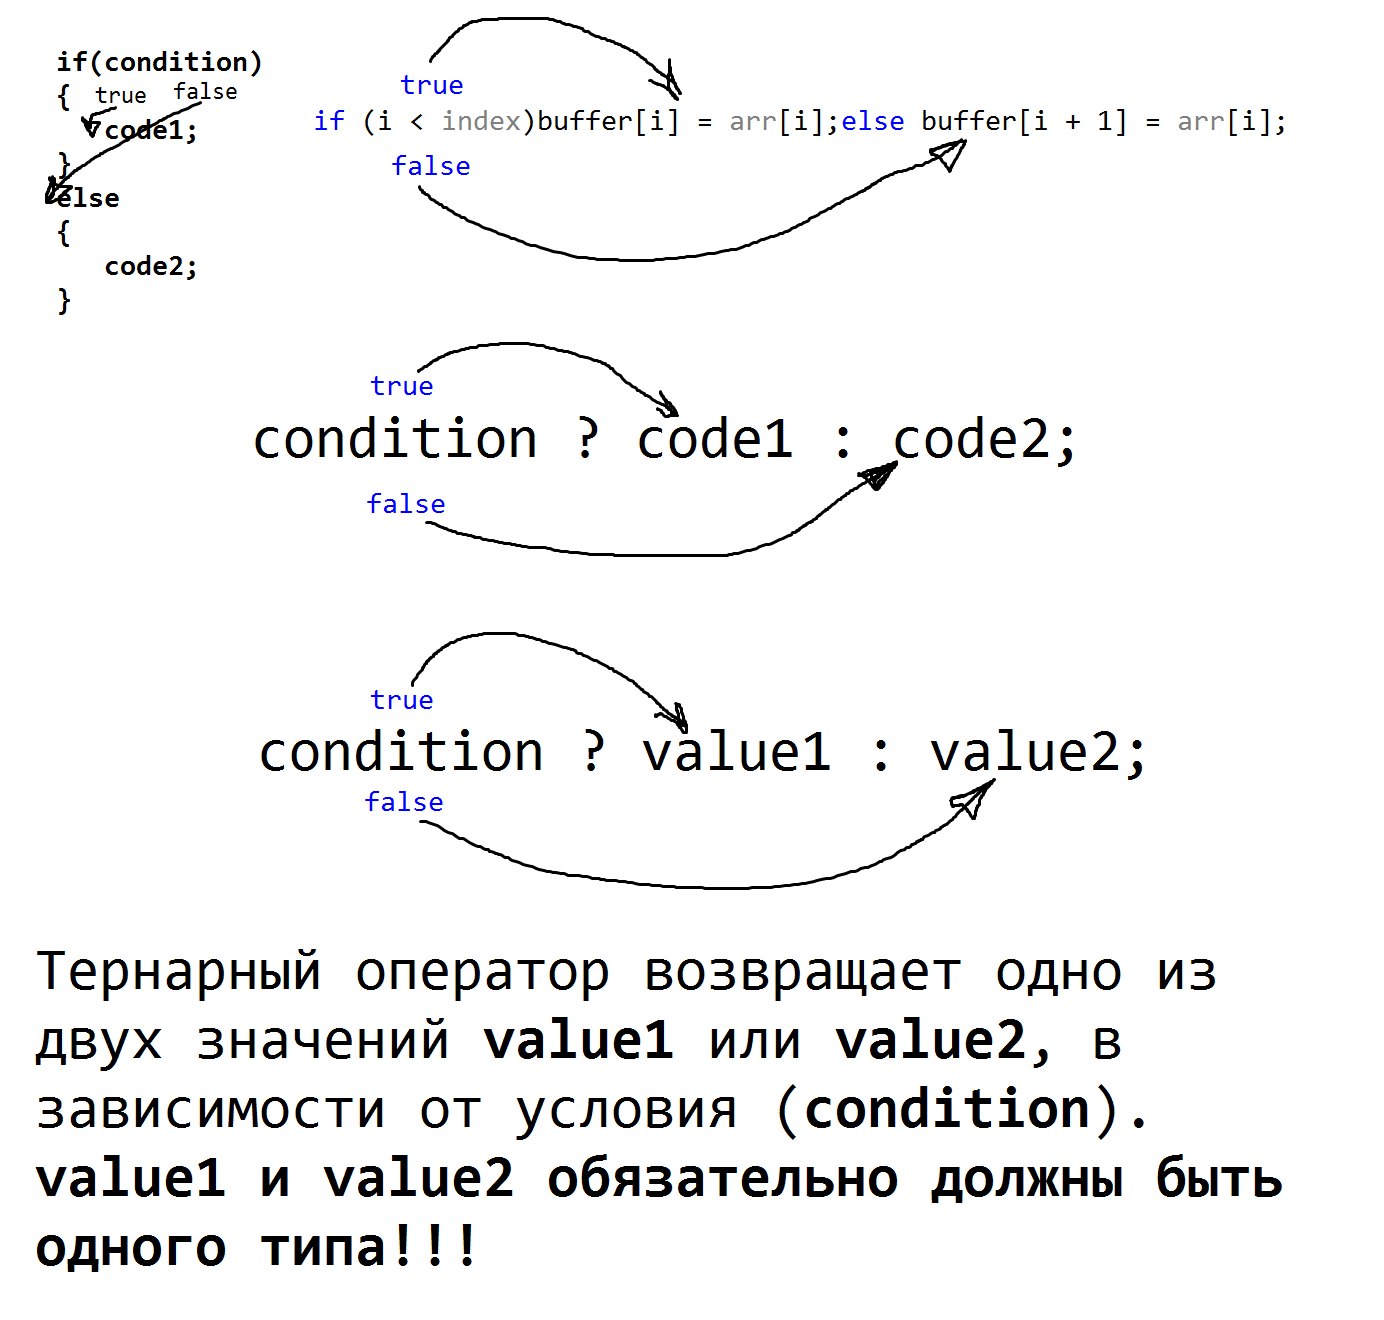 if(condition)
{ true false
code1;
}
else
{
code2;
}
true
if (i < index)buffer[i] = arr[i];else buffer[i + 1] = arr[i];
false
true
condition ? code1 : code2;
false
true
condition ? value1 : value2;
false
Тернарный оператор возвращает одно из
двух значений value1 или value2, в
зависимости от условия (condition).
value1 и value2 обязательно должны быть
одного типа!!!